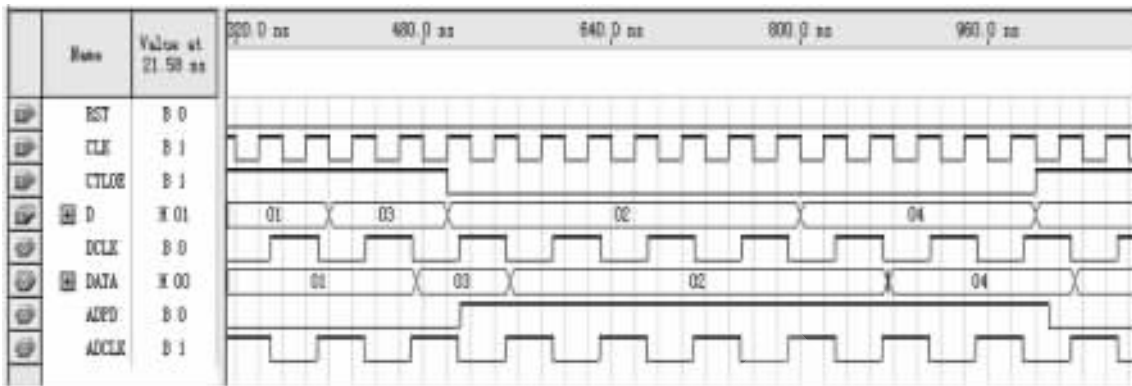 320.0 ns 480.0 ns 640.0 ns 800.0 ns 960.0 ns
Name Value at
21.58 ns
RST B 0
CLK B 1
CTLOE B 1
D H 01 01 03 02 04
DCLK B 0
DATA H 00 01 03 02 04
ADPD B 0
ADCLK B 1